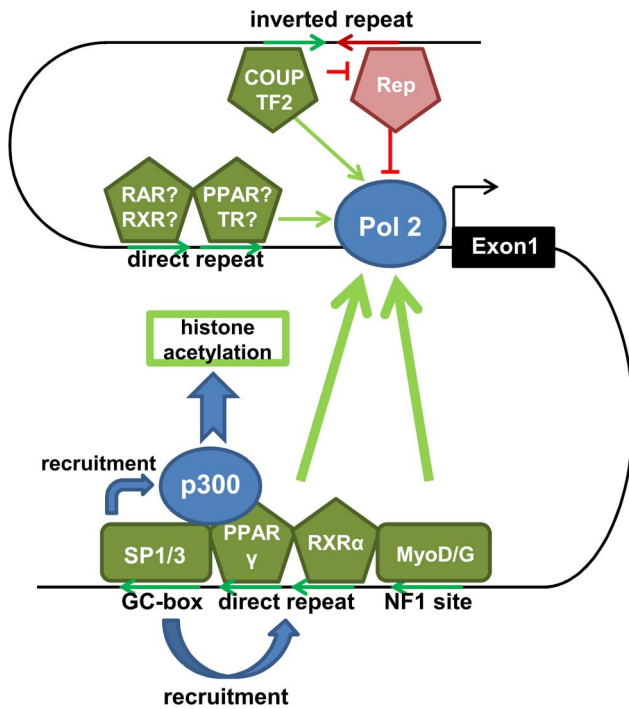 inverted repeat
COUP
TF2
Rep
RAR?
RXR?
PPAR?
TR?
Pol 2
Exon1
direct repeat
histone
acetylation
recruitment
p300
SP1/3
PPAR
γ
RXRα
MyoD/G
GC-box
direct repeat
NF1 site
recruitment